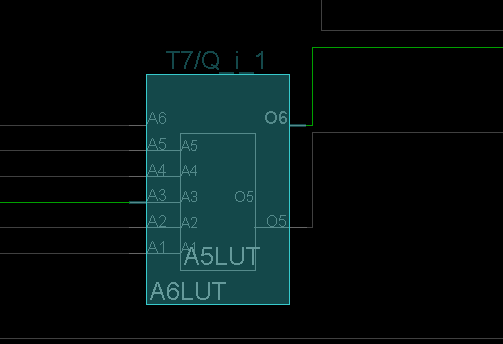 T7/Q_i_1
A6 O6
A5 A5
A4 A4
A3 A3 O5
A2 A2 O5
A1 A1
A5LUT
A6LUT